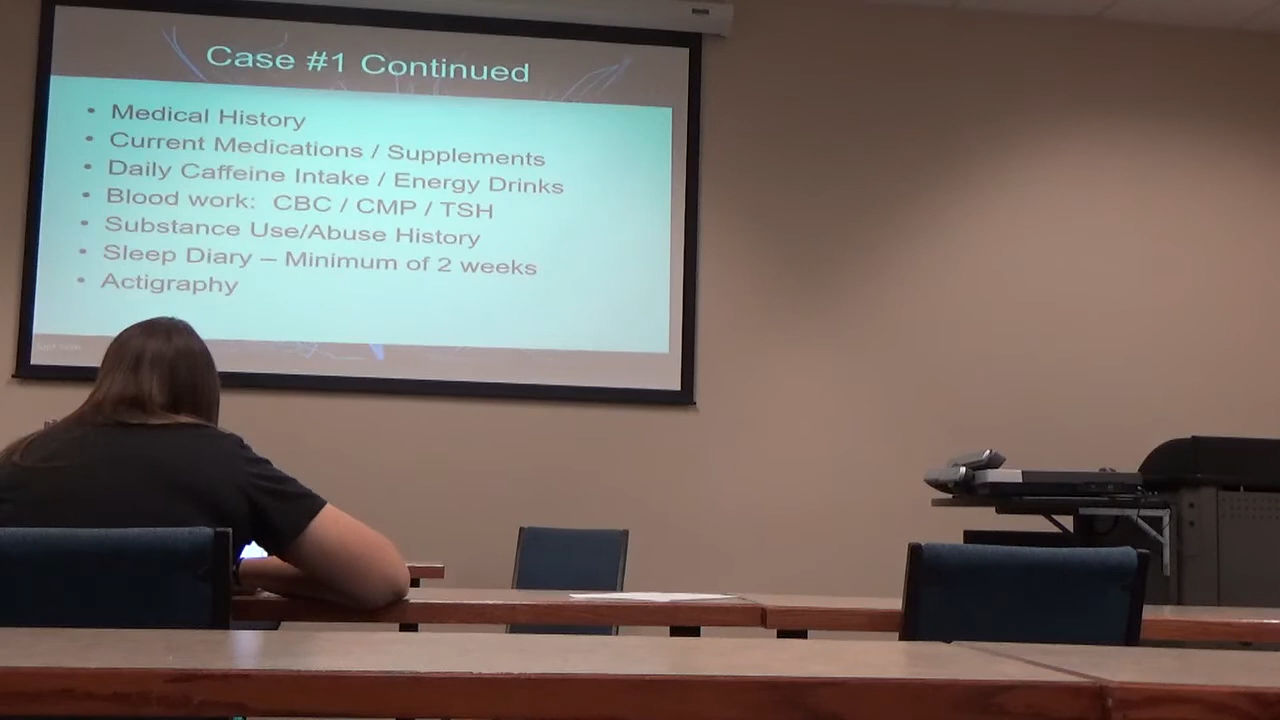 Case #1 Continued
• Medical History
• Current Medications / Supplements
• Daily Caffeine Intake / Energy Drinks
• Blood work: CBC / CMP / TSH
• Substance Use/Abuse History
• Sleep Diary – Minimum of 2 weeks
• Actigraphy